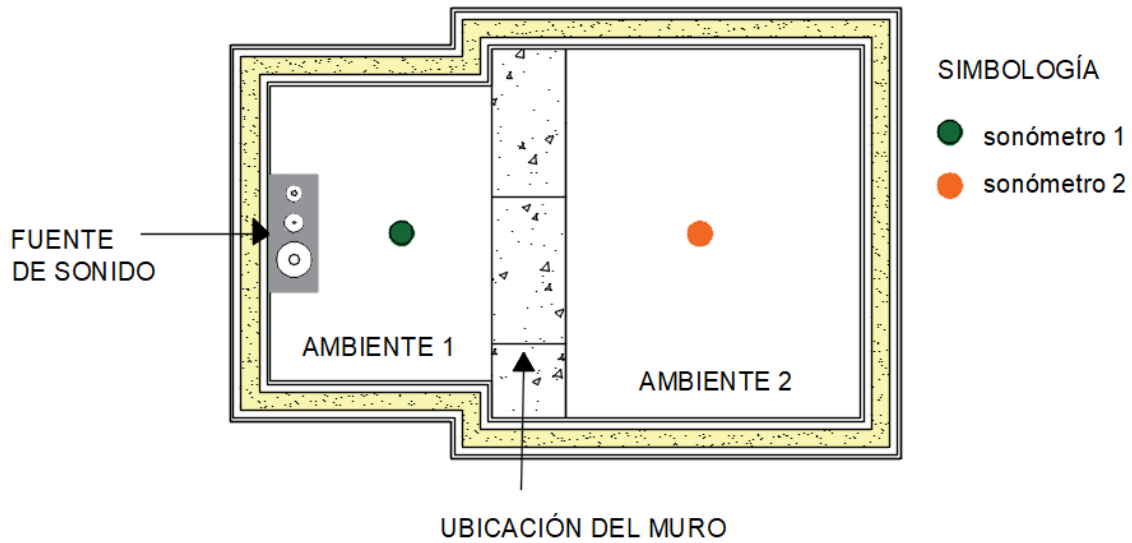 SIMBOLOGÍA
sonómetro 1
sonómetro 2
FUENTE
DE SONIDO
AMBIENTE 1
AMBIENTE 2
UBICACIÓN DEL MURO